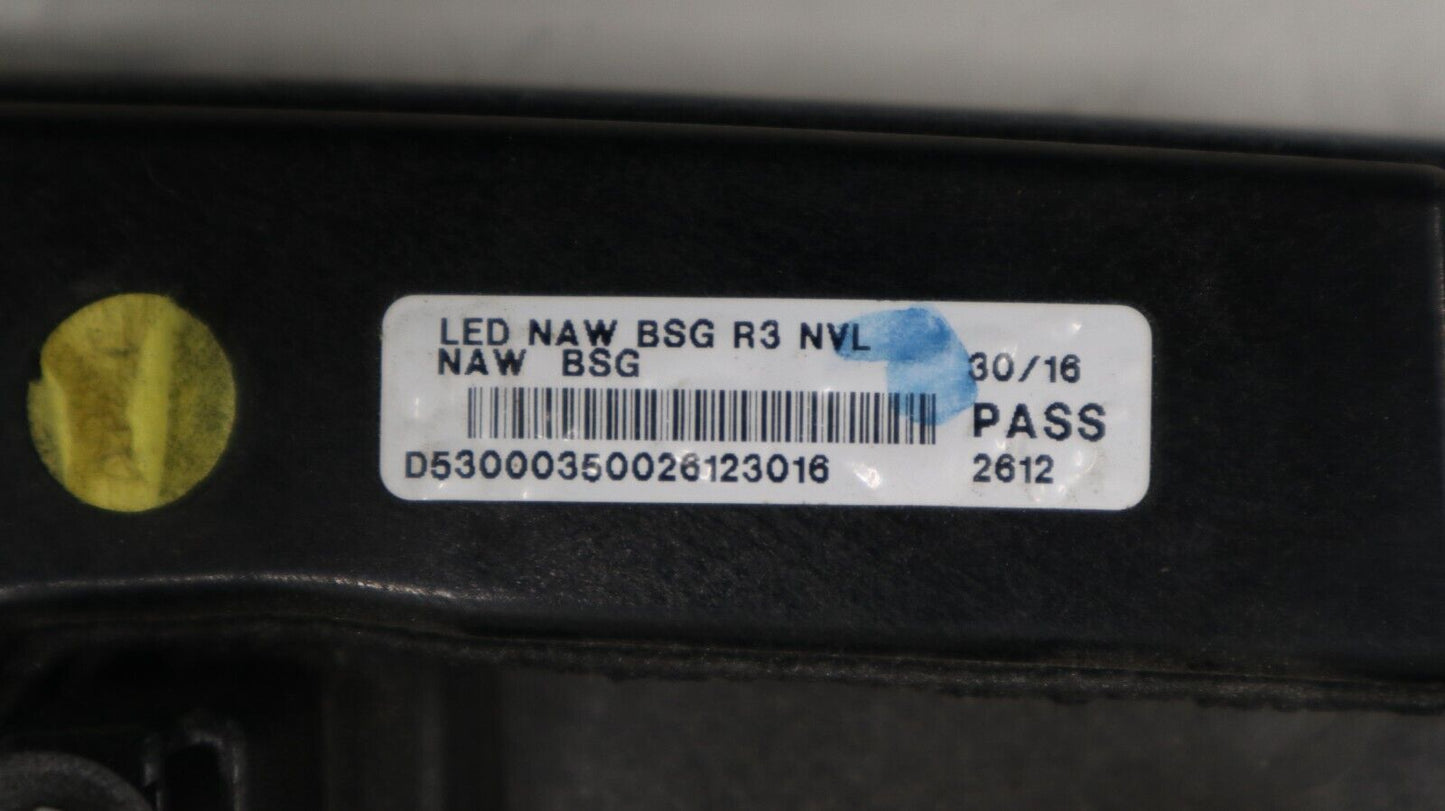 LED NAW BSG R3 NVL
NAW BSG
30/16
PASS
D53000350026123016
2612